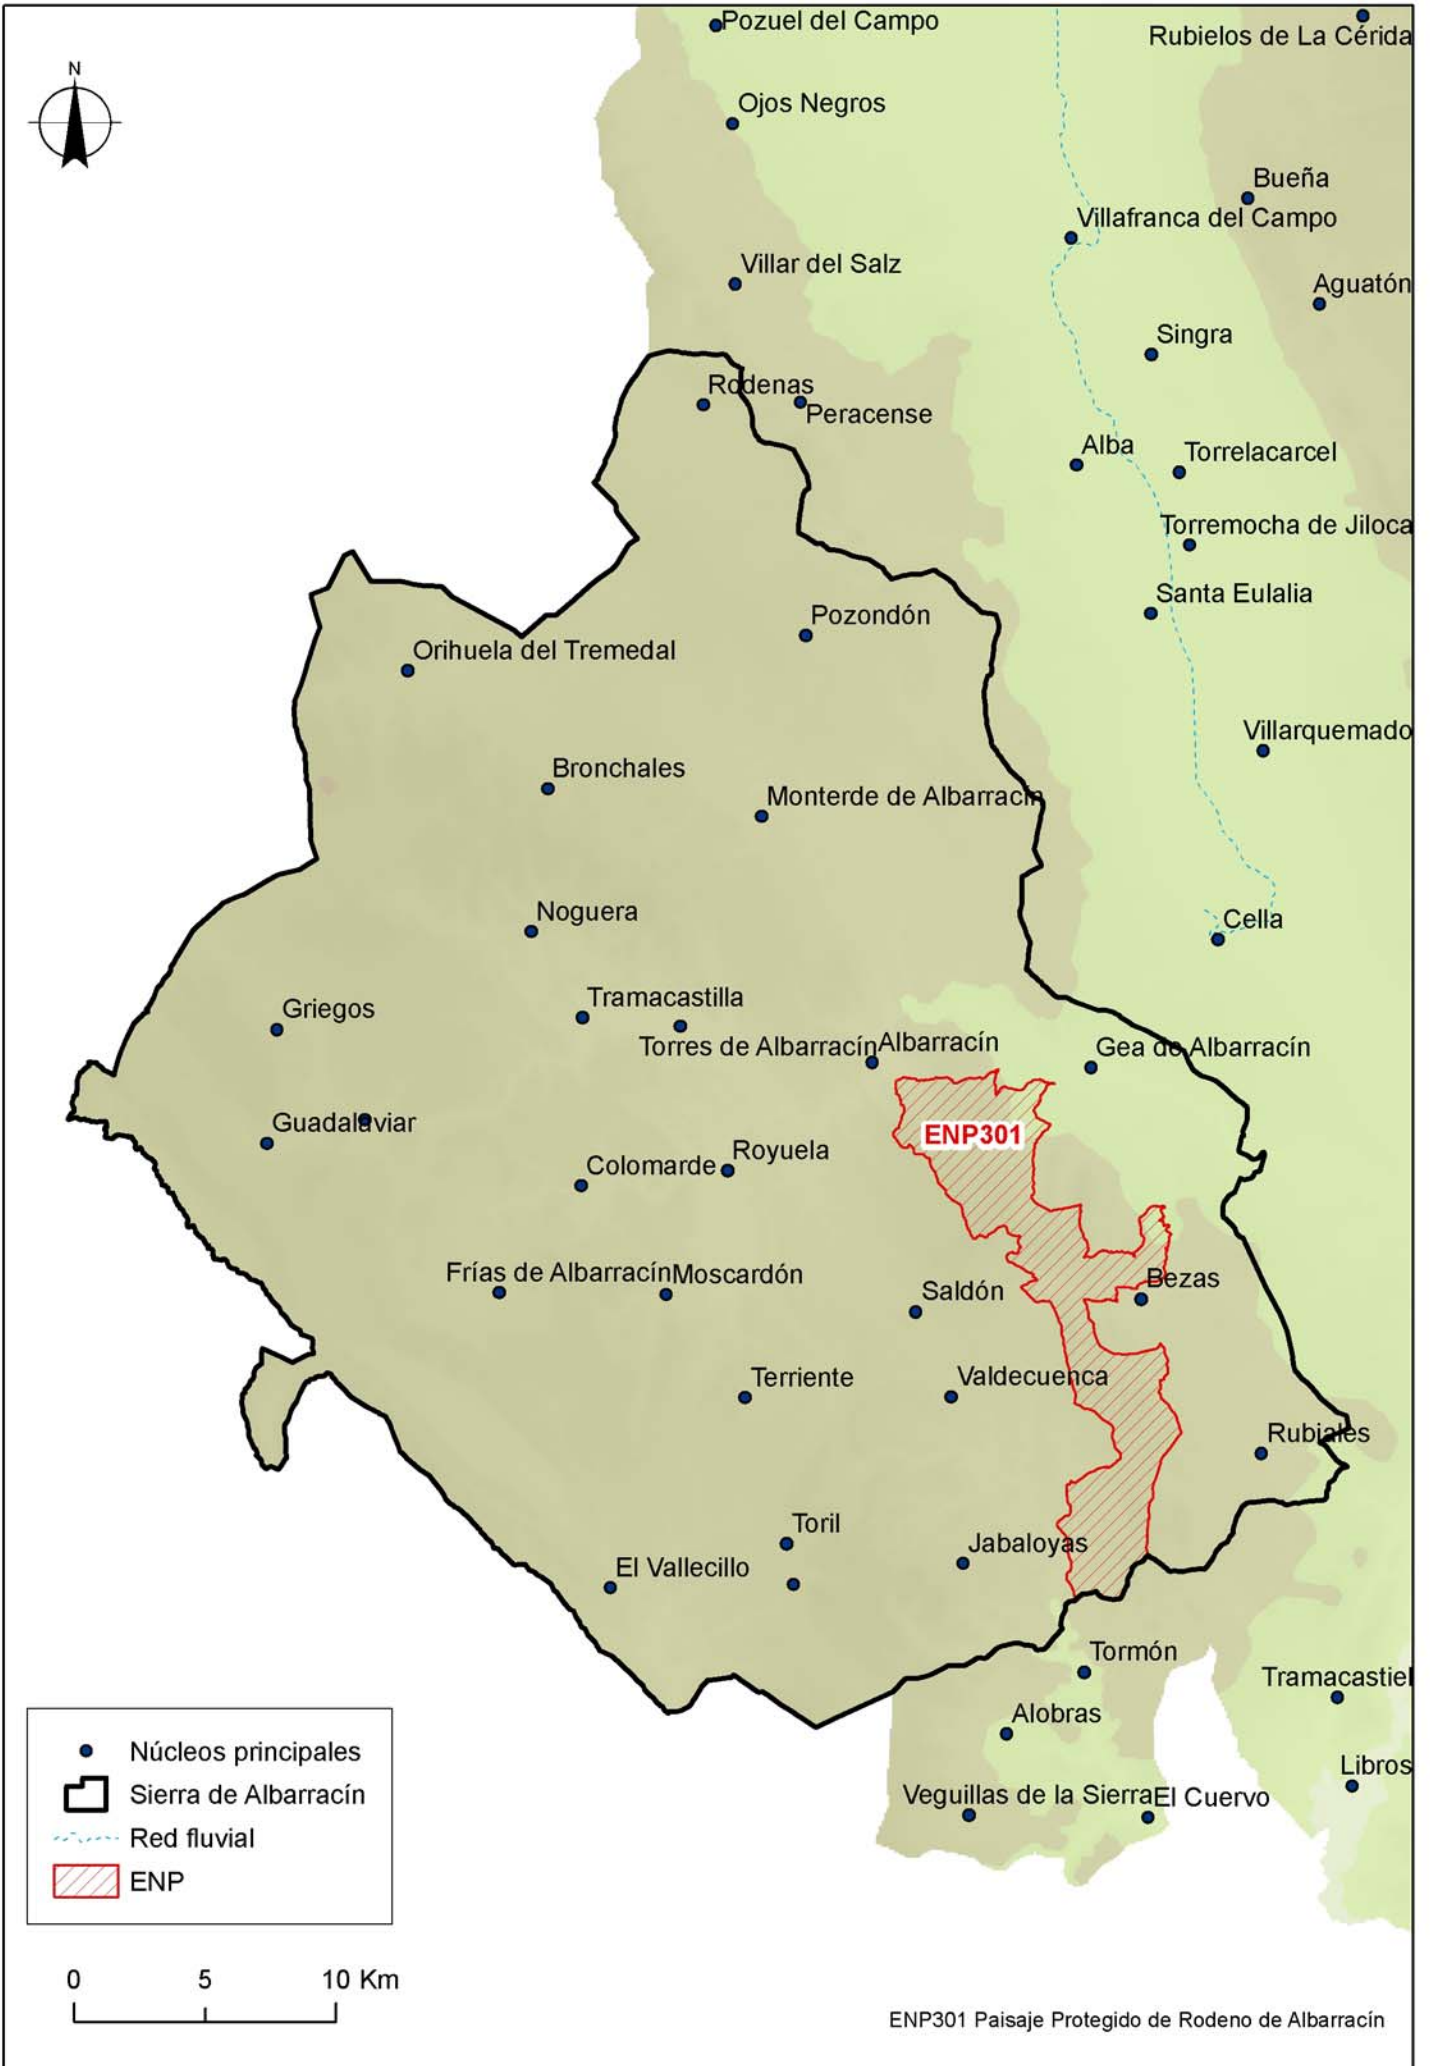 Pozuel del Campo
Rubielos de La Cérida
N
Ojos Negros
Bueña
Villafranca del Campo
Villar del Salz
Aguatón
Singra
Rodenas
Peracense
Alba
Torrelacarcel
Torremocha de Jiloca
Santa Eulalia
Pozondón
Orihuela del Tremedal
Villarquemado
Bronchales
Monterde de Albarracín
Noguera
Cella
Tramacastilla
Griegos
Torres de Albarracín
Albarracín
Gea de Albarracín
Guadalaviar
ENP301
Royuela
Colomarde
Frías de Albarracín
Moscardón
Saldón
Bezas
Terriente
Valdecuenca
Rubiales
Toril
Jabaloyas
El Vallecillo
Tormón
Tramacastiel
Alobras
Libros
Veguillas de la Sierra
El Cuervo
Núcleos principales
Sierra de Albarracín
Red fluvial
ENP
0 5 10 Km
ENP301 Paisaje Protegido de Rodeno de Albarracín